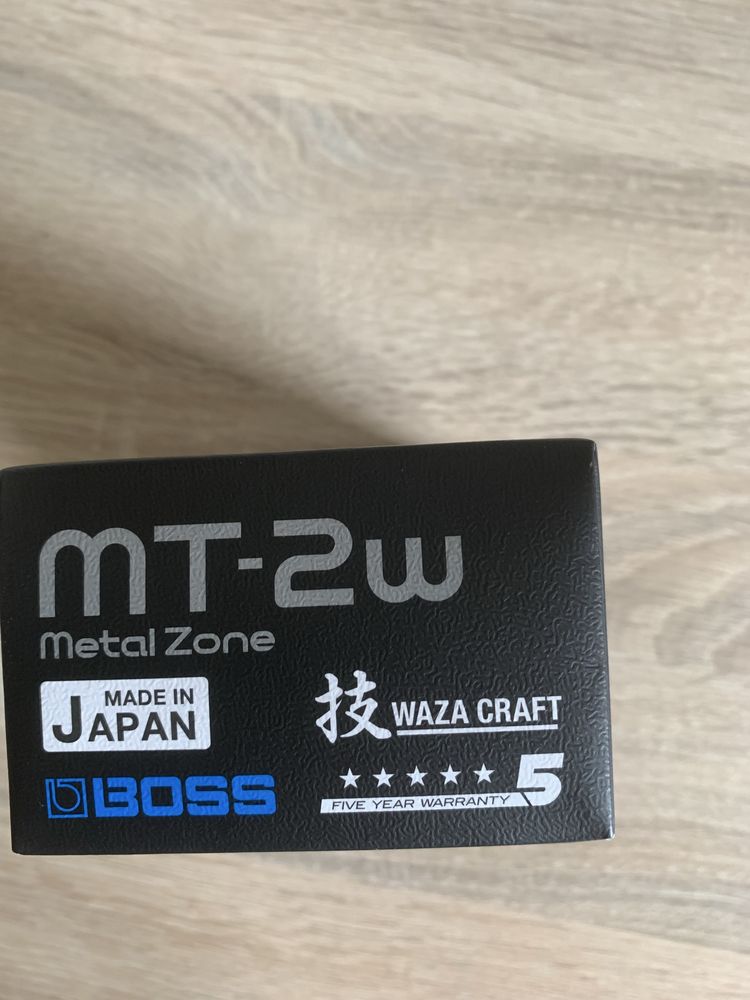 MT-2w
Metal Zone
MADE IN
JAPAN
技 WAZA CRAFT
BOSS
FIVE YEAR WARRANTY 5